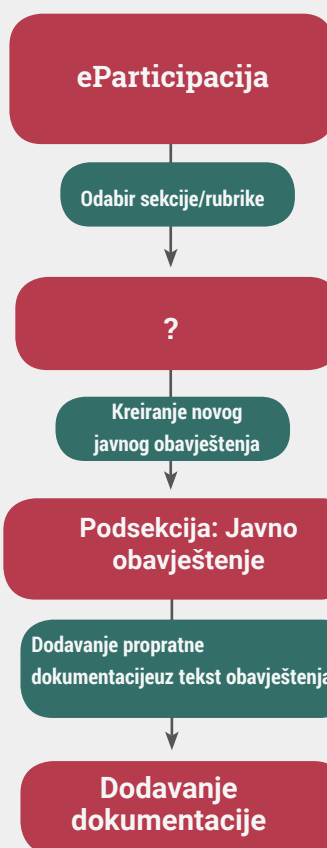 eParticipacija
Odabir sekcije/rubrike
?
Kreiranje novog
javnog obavještenja
Podsekcija: Javno
obavještenje
Dodavanje propratne
dokumentacijeuz tekst obavještenja
Dodavanje
dokumentacije